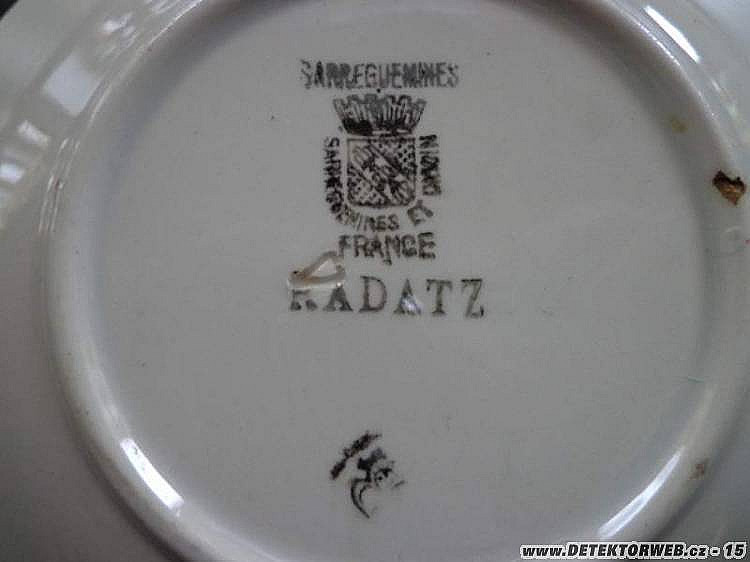 SARREGUEMINES
SARREGUEMINES ET DIGOIN
FRANCE
RADATZ
www.DETEKTORWEB.cz - 15